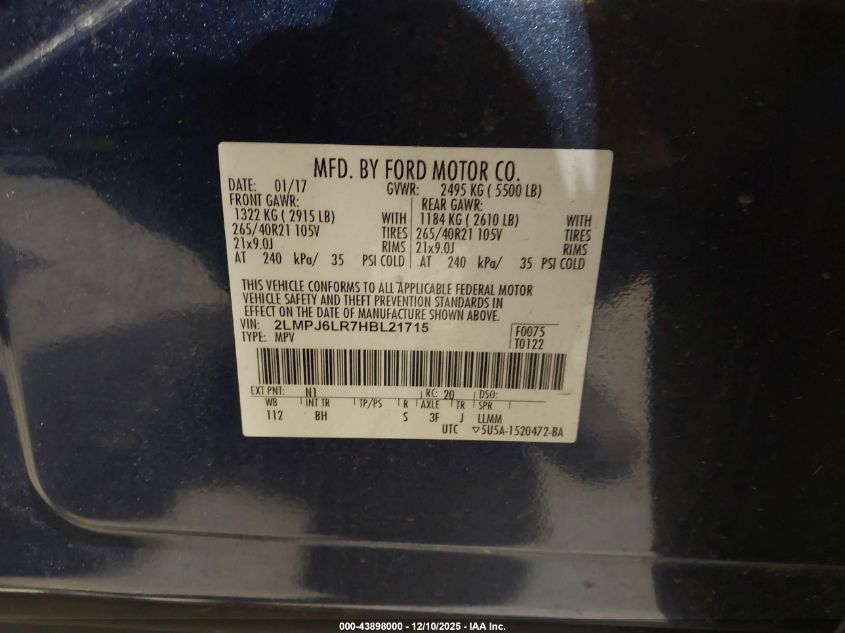 MFD. BY FORD MOTOR CO.
DATE: 01/17 GVWR: 2495 KG ( 5500 LB)
FRONT GAWR: REAR GAWR:
1322 KG ( 2915 LB) WITH 1184 KG ( 2610 LB) WITH
265/40R21 105V TIRES 265/40R21 105V TIRES
21x9.0J RIMS 21x9.0J RIMS
AT 240 kPa/ 35 PSI COLD AT 240 kPa/ 35 PSI COLD
THIS VEHICLE CONFORMS TO ALL APPLICABLE FEDERAL MOTOR
VEHICLE SAFETY AND THEFT PREVENTION STANDARDS IN
EFFECT ON THE DATE OF MANUFACTURE SHOWN ABOVE.
VIN: 2LMPJ6LR7HBL21715 F0075
TYPE: MPV T0122
EXT PNT: N1 RC: 20 DSO:
WB INT TR TP/PS R AXLE TR SPR
112 BH S 3F J LLMM
UTC ▽5U5A-1520472-BA
000-43898000 - 12/10/2025 - IAA Inc.